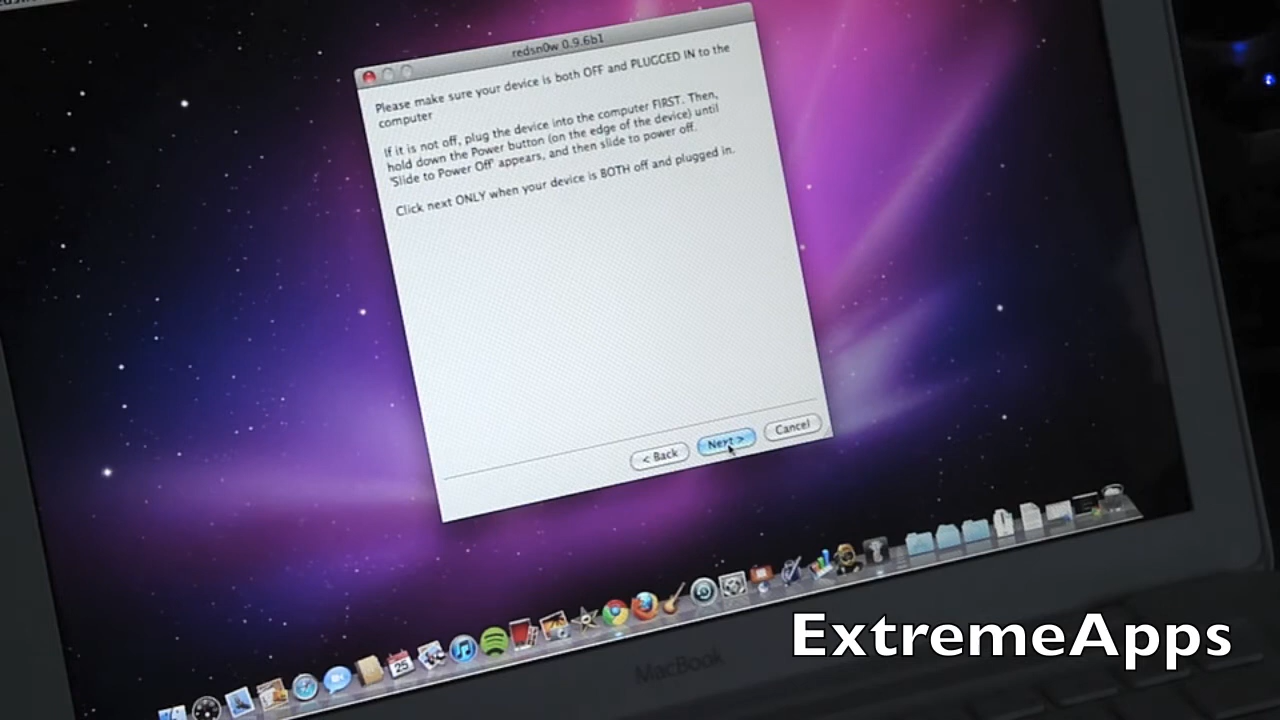 redsn0w 0.9.6b1
Please make sure your device is both OFF and PLUGGED IN to the
computer
If it is not off, plug the device into the computer FIRST. Then,
hold down the Power button (on the edge of the device) until
'Slide to Power Off' appears, and then slide to power off.
Click next ONLY when your device is BOTH off and plugged in.
< Back
Next >
Cancel
25
ExtremeApps
MacBook